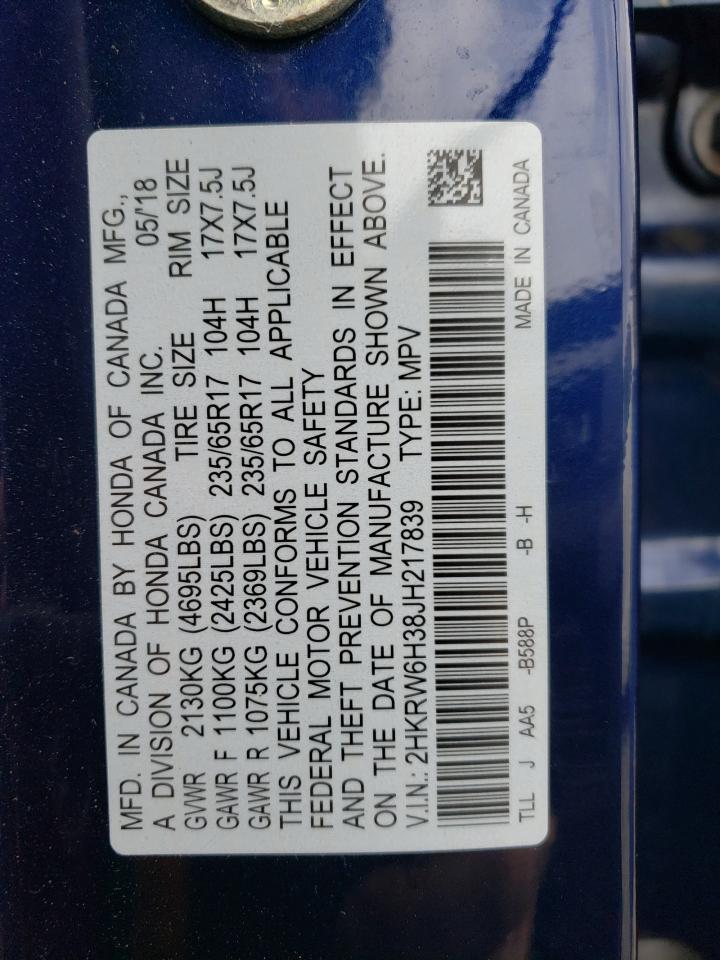 MFD. IN CANADA BY HONDA OF CANADA MFG.,
A DIVISION OF HONDA CANADA INC. 05/'18
GVWR 2130KG (4695LBS) TIRE SIZE RIM SIZE
GAWR F 1100KG (2425LBS) 235/65R17 104H 17X7.5J
GAWR R 1075KG (2369LBS) 235/65R17 104H 17X7.5J
THIS VEHICLE CONFORMS TO ALL APPLICABLE
FEDERAL MOTOR VEHICLE SAFETY
AND THEFT PREVENTION STANDARDS IN EFFECT
ON THE DATE OF MANUFACTURE SHOWN ABOVE.
V.I.N.: 2HKRW6H38JH217839 TYPE: MPV
TLL J AA5 -B588P -B -H MADE IN CANADA